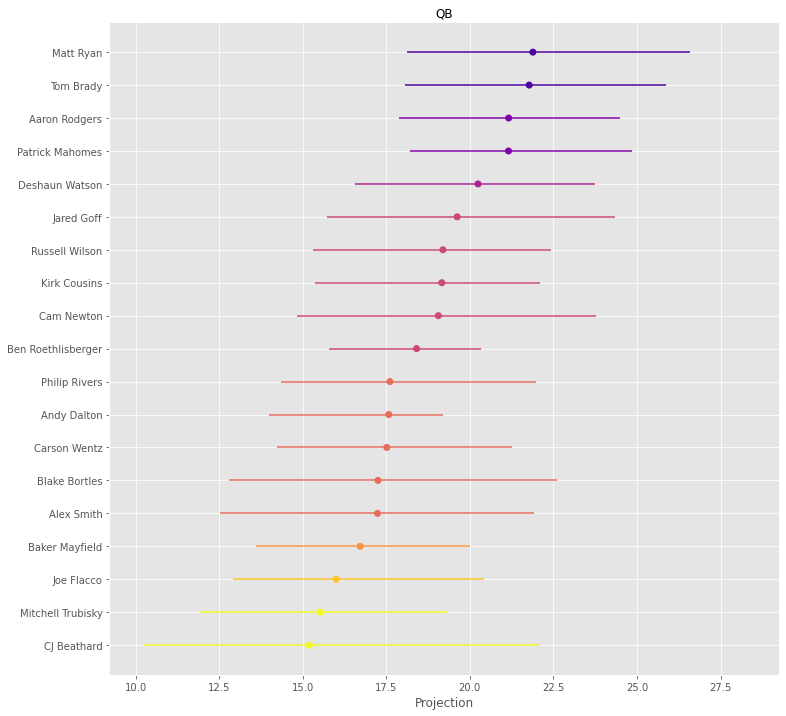 QB
Matt Ryan
Tom Brady
Aaron Rodgers
Patrick Mahomes
Deshaun Watson
Jared Goff
Russell Wilson
Kirk Cousins
Cam Newton
Ben Roethlisberger
Philip Rivers
Andy Dalton
Carson Wentz
Blake Bortles
Alex Smith
Baker Mayfield
Joe Flacco
Mitchell Trubisky
CJ Beathard
10.0 12.5 15.0 17.5 20.0 22.5 25.0 27.5
Projection